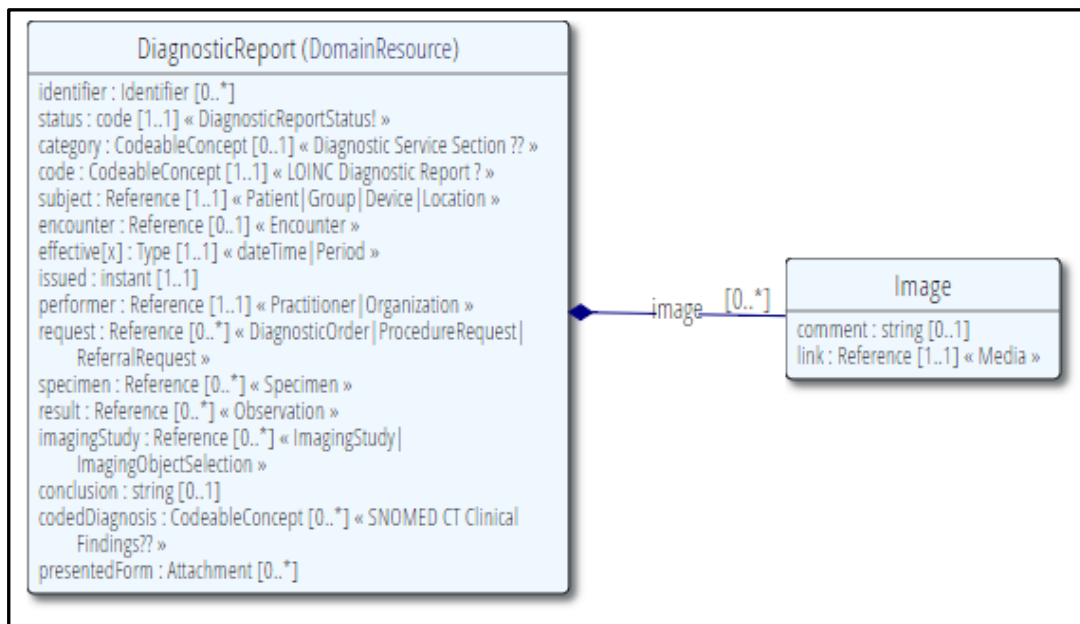 DiagnosticReport (DomainResource)
identifier : Identifier [0..*]
status : code [1..1] « DiagnosticReportStatus! »
category : CodeableConcept [0..1] « Diagnostic Service Section ?? »
code : CodeableConcept [1..1] « LOINC Diagnostic Report ? »
subject : Reference [1..1] « Patient|Group|Device|Location »
encounter : Reference [0..1] « Encounter »
effective[x] : Type [1..1] « dateTime|Period »
issued : instant [1..1]
performer : Reference [1..1] « Practitioner|Organization »
request : Reference [0..*] « DiagnosticOrder|ProcedureRequest|
ReferralRequest »
specimen : Reference [0..*] « Specimen »
result : Reference [0..*] « Observation »
imagingStudy : Reference [0..*] « ImagingStudy|
ImagingObjectSelection »
conclusion : string [0..1]
codedDiagnosis : CodeableConcept [0..*] « SNOMED CT Clinical
Findings?? »
presentedForm : Attachment [0..*]
image [0..*]
Image
comment : string [0..1]
link : Reference [1..1] « Media »